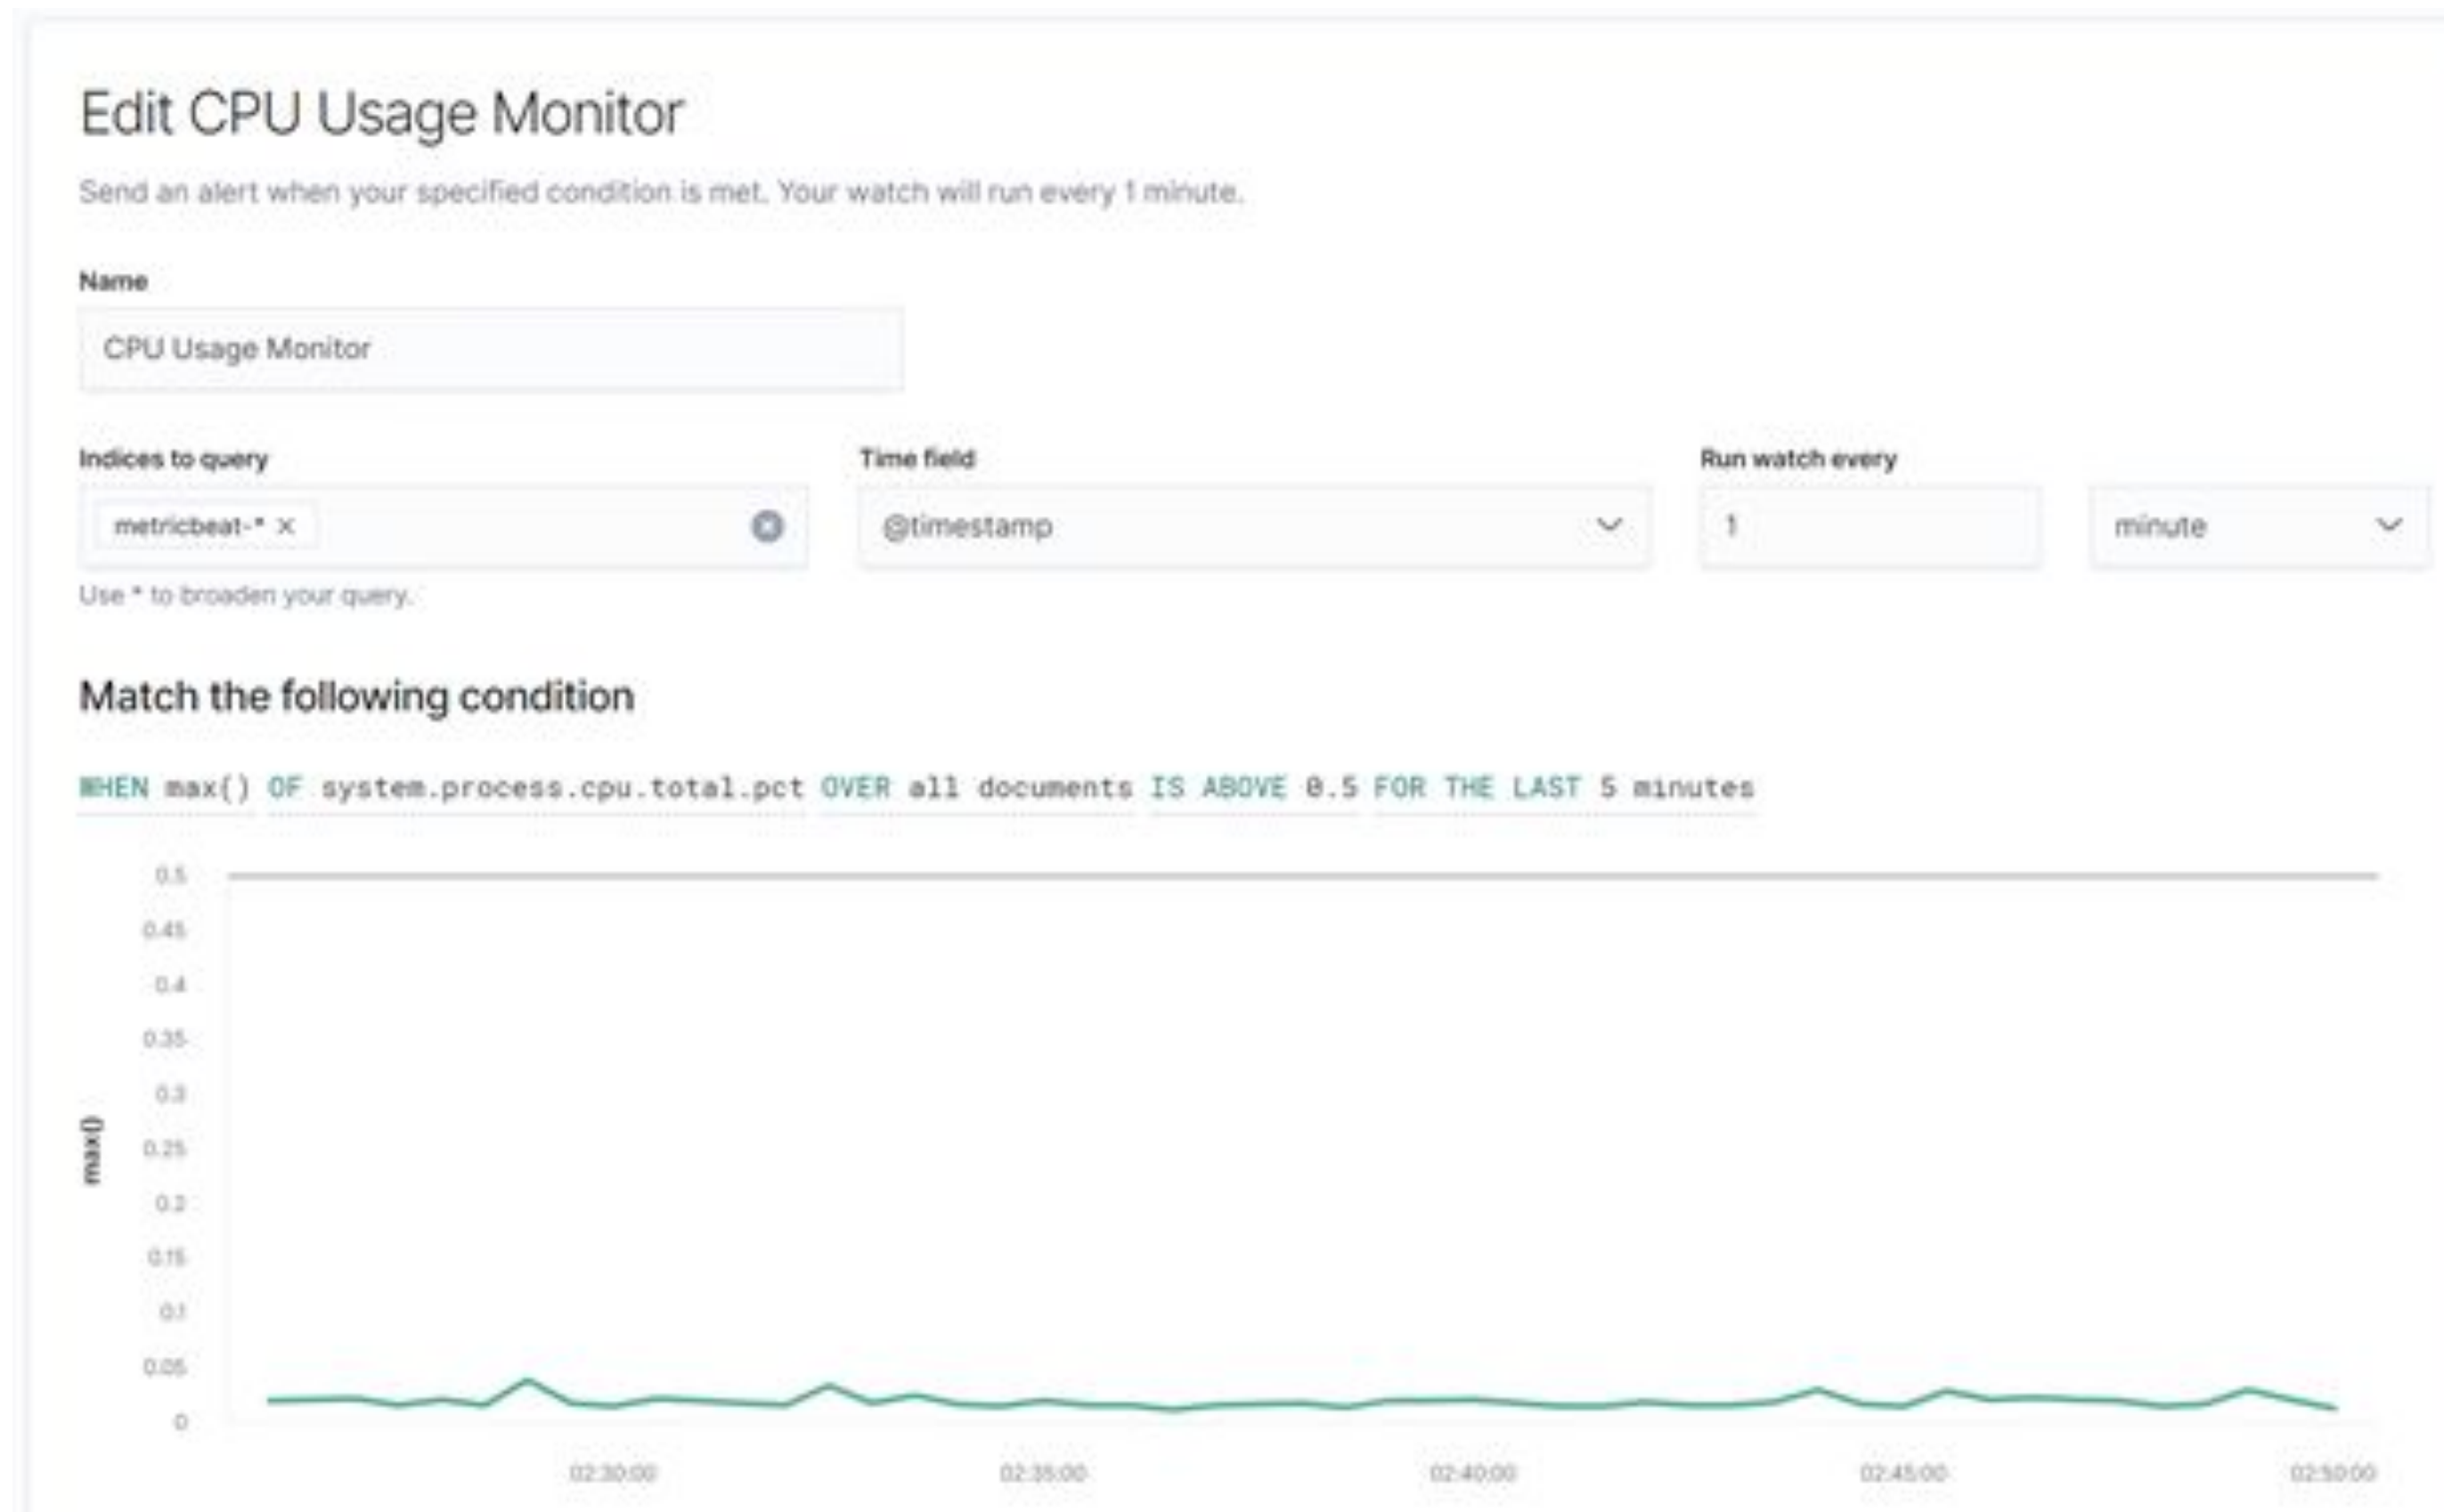 Edit CPU Usage Monitor
Send an alert when your specified condition is met. Your watch will run every 1 minute.
Name
CPU Usage Monitor
Indices to query Time field Run watch every
metricbeat-* × @timestamp 1 minute
Use * to broaden your query.
Match the following condition
WHEN max() OF system.process.cpu.total.pct OVER all documents IS ABOVE 0.5 FOR THE LAST 5 minutes
0.5
0.45
0.4
0.35
0.3
max()
0.25
0.2
0.15
0.1
0.05
0
02:30:00 02:35:00 02:40:00 02:45:00 02:50:00